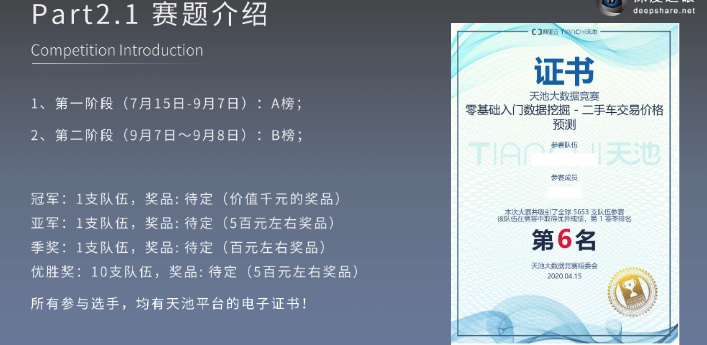 Part2.1 赛题介绍
deepshare.net
Competition Introduction
1、第一阶段（7月15日-9月7日）：A榜；
2、第二阶段（9月7日～9月8日）：B榜；
冠军：1支队伍，奖品: 待定（价值千元的奖品）
亚军：1支队伍，奖品: 待定（5百元左右奖品）
季奖：1支队伍，奖品: 待定（百元左右奖品）
优胜奖：10支队伍，奖品: 待定（5百元左右奖品）
所有参与选手，均有天池平台的电子证书！
阿里云 TIANCHI天池
证书
天池大数据竞赛
零基础入门数据挖掘 - 二手车交易价格
预测
TIANCHI天池
参赛队伍
参赛成员
本次大赛共吸引了全球 5653 支队伍参赛
该队伍在竞赛中取得优异成绩，第 1 赛季排名
第6名
天池大数据竞赛组委会
2020.04.15